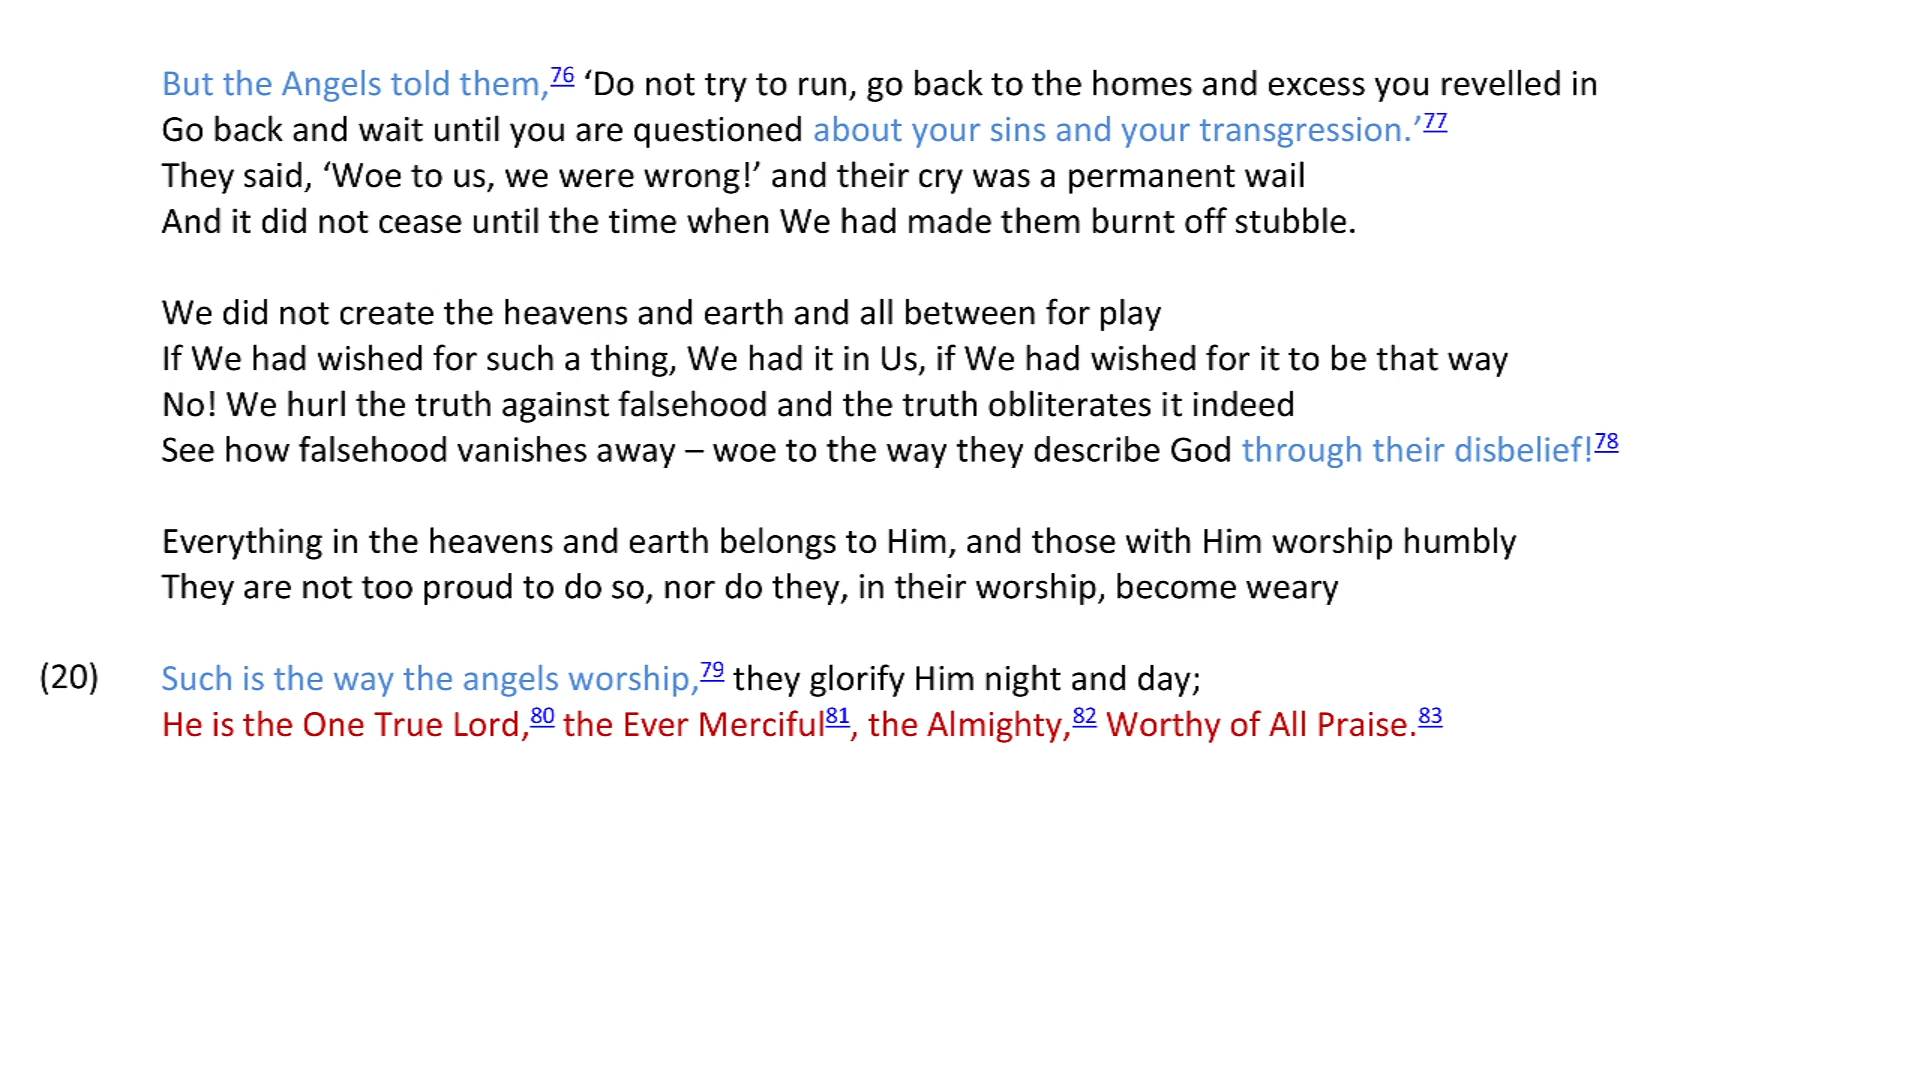 But the Angels told them,76 ‘Do not try to run, go back to the homes and excess you revelled in
Go back and wait until you are questioned about your sins and your transgression.’77
They said, ‘Woe to us, we were wrong!’ and their cry was a permanent wail
And it did not cease until the time when We had made them burnt off stubble.
We did not create the heavens and earth and all between for play
If We had wished for such a thing, We had it in Us, if We had wished for it to be that way
No! We hurl the truth against falsehood and the truth obliterates it indeed
See how falsehood vanishes away – woe to the way they describe God through their disbelief!78
Everything in the heavens and earth belongs to Him, and those with Him worship humbly
They are not too proud to do so, nor do they, in their worship, become weary
(20) Such is the way the angels worship,79 they glorify Him night and day;
He is the One True Lord,80 the Ever Merciful81, the Almighty,82 Worthy of All Praise.83